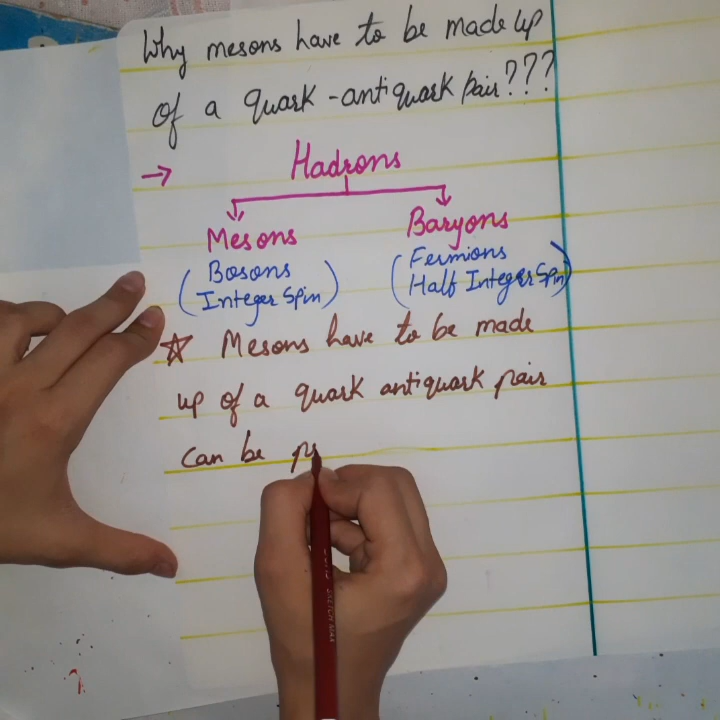 Why mesons have to be made up
of a quark-antiquark pair???
→ Hadrons
Mesons Baryons
(Bosons (Fermions
Integer Spin) Half Integer Spin)
☆ Mesons have to be made
up of a quark antiquark pair
can be